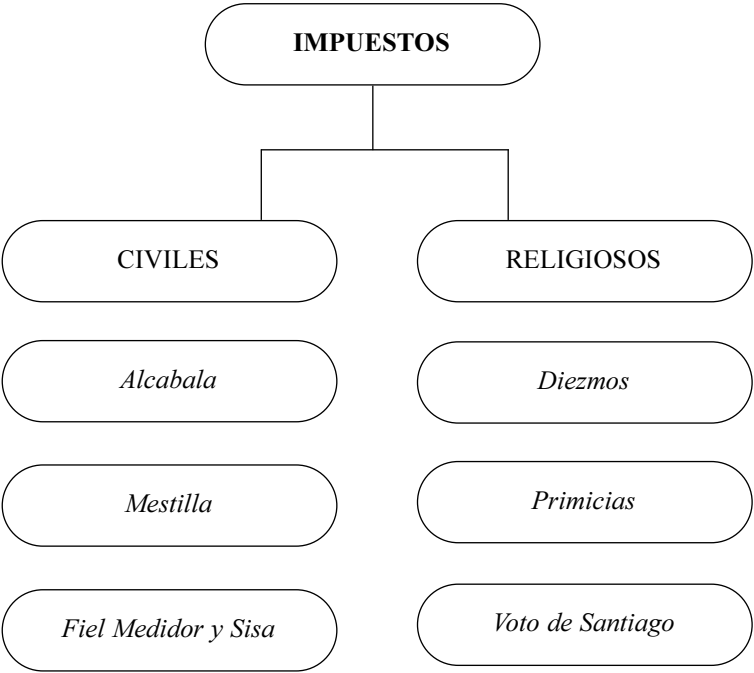 IMPUESTOS
CIVILES
RELIGIOSOS
Alcabala
Diezmos
Mestilla
Primicias
Fiel Medidor y Sisa
Voto de Santiago